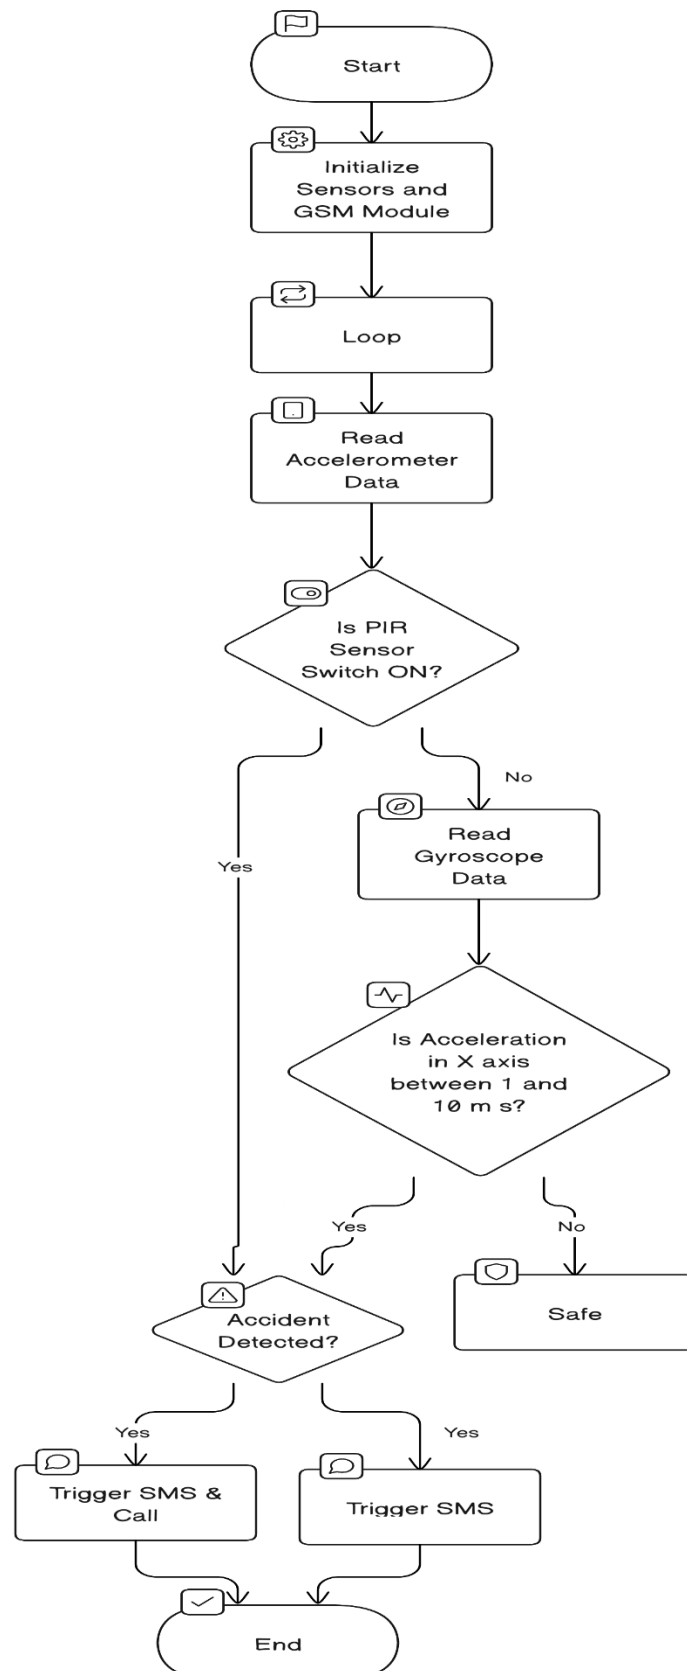 Start
Initialize
Sensors and
GSM Module
Loop
Read
Accelerometer
Data
Is PIR
Sensor
Switch ON?
No
Read
Gyroscope
Data
Yes
Is Acceleration
in X axis
between 1 and
10 m s?
Yes
No
Safe
Accident
Detected?
Yes
Yes
Trigger SMS &
Call
Trigger SMS
End